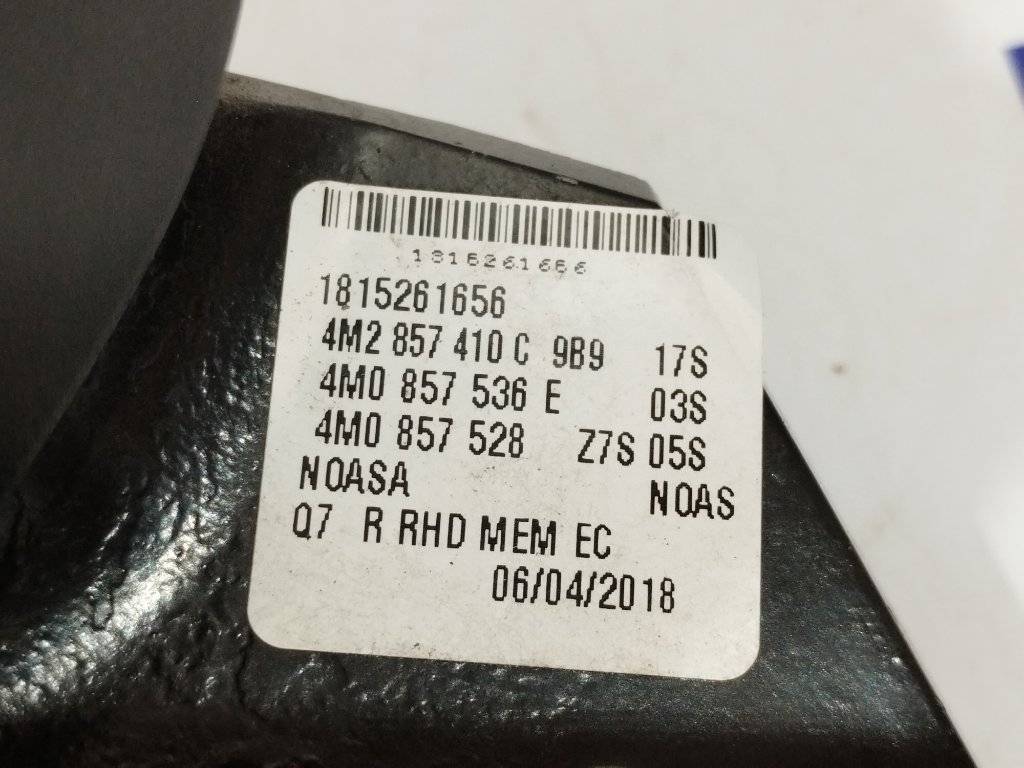 1815261656
1815261656
4M2 857 410 C 9B9 17S
4M0 857 536 E 03S
4M0 857 528 Z7S 05S
NOASA NOAS
Q7 R RHD MEM EC
06/04/2018